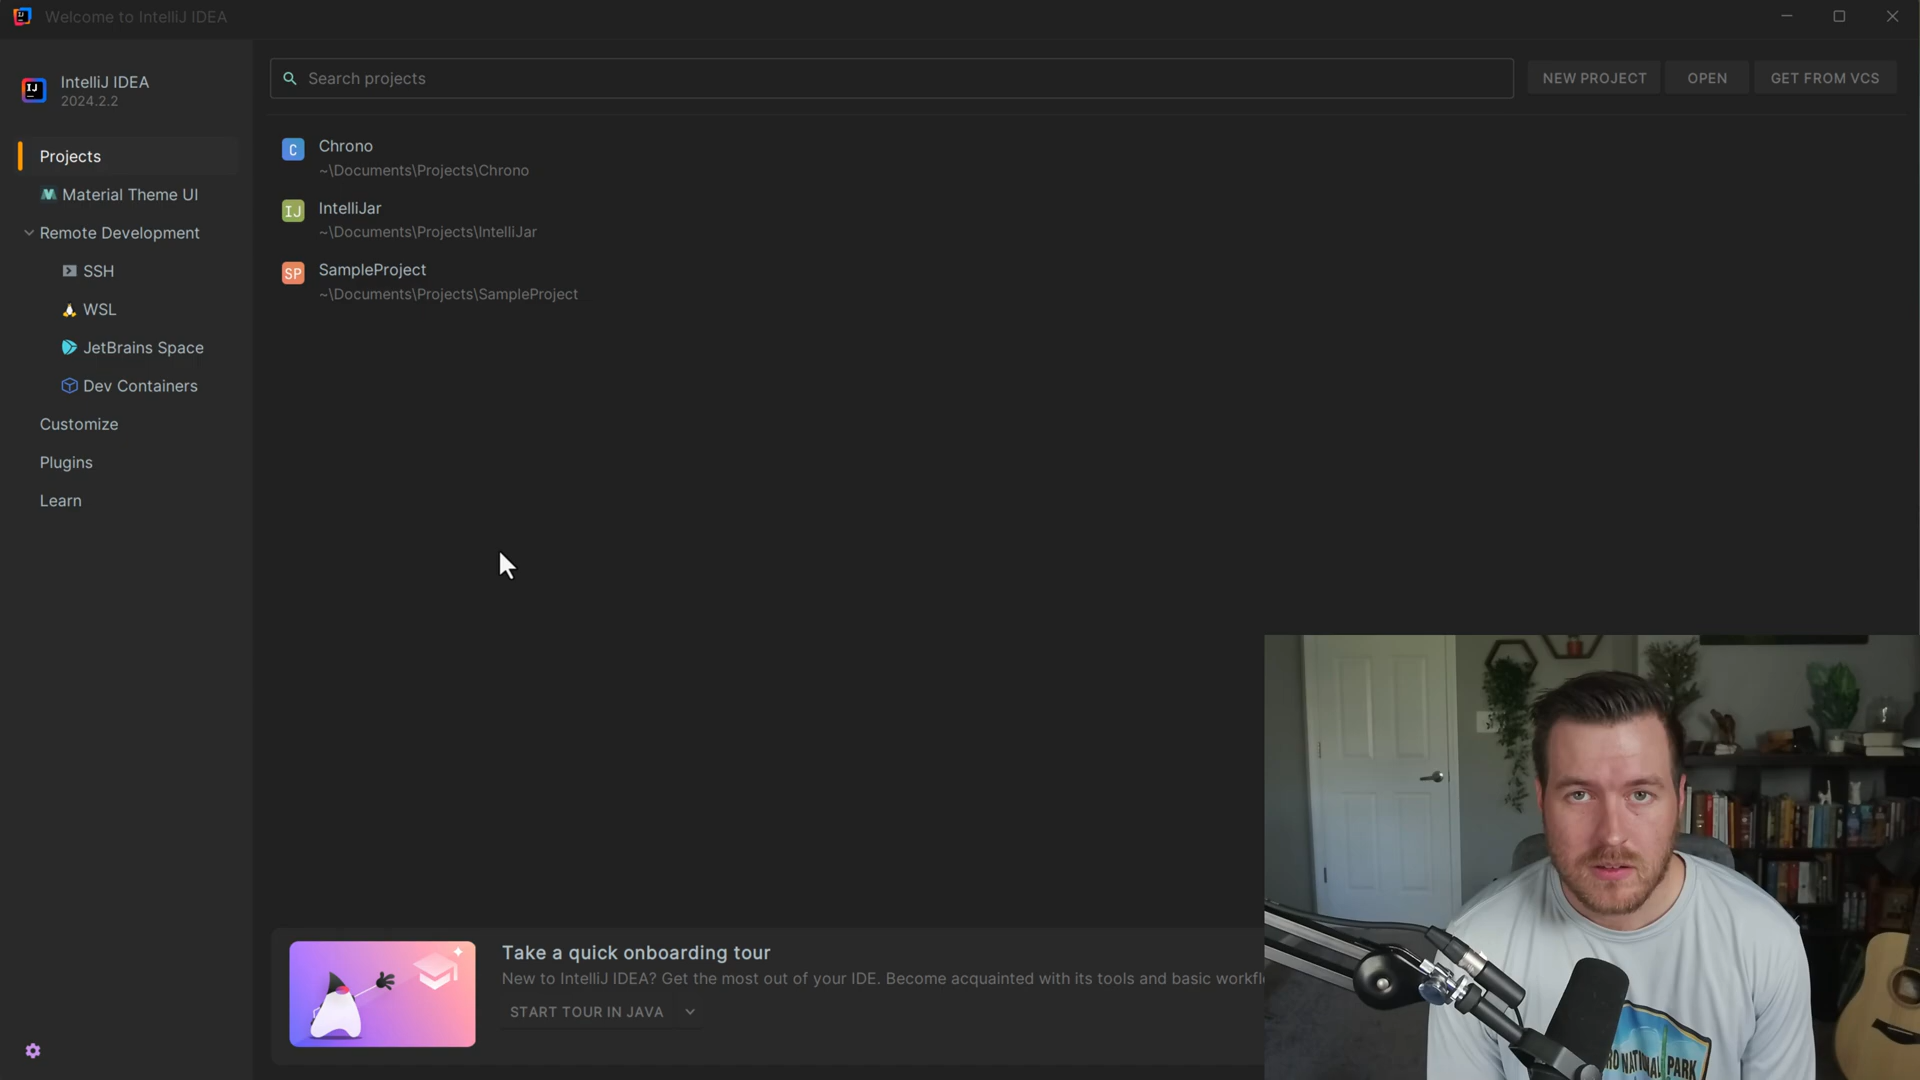 Welcome to IntelliJ IDEA
IntelliJ IDEA
2024.2.2
Search projects
NEW PROJECT
OPEN
GET FROM VCS
Projects
Material Theme UI
Remote Development
SSH
WSL
JetBrains Space
Dev Containers
Customize
Plugins
Learn
C
Chrono
~\Documents\Projects\Chrono
IJ
IntelliJar
~\Documents\Projects\IntelliJar
SP
SampleProject
~\Documents\Projects\SampleProject
Take a quick onboarding tour
New to IntelliJ IDEA? Get the most out of your IDE. Become acquainted with its tools and basic workfl
START TOUR IN JAVA
NATIONAL PARK